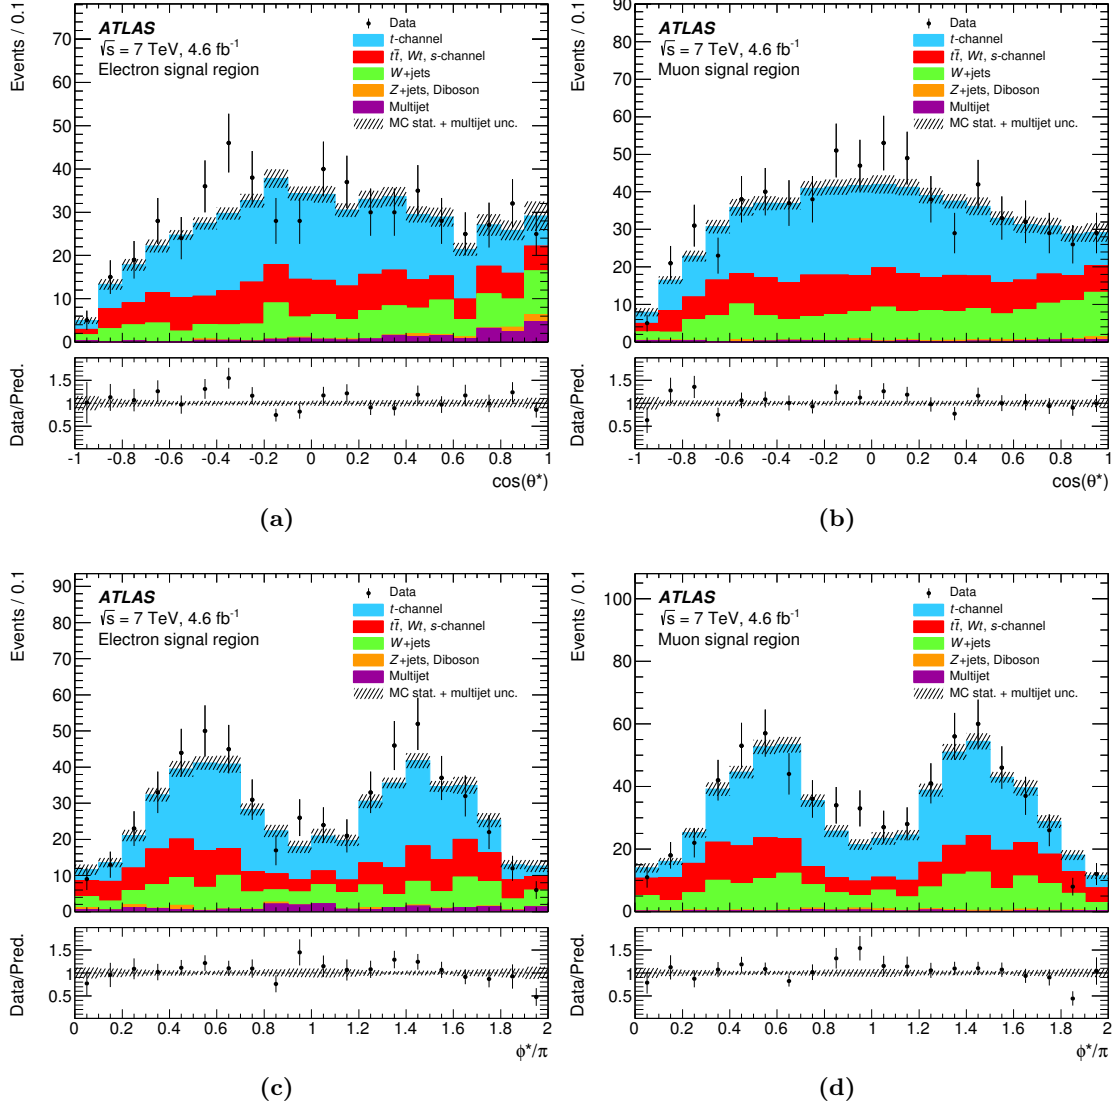 Events / 0.1
70
60
50
40
30
20
10
0
ATLAS
√s = 7 TeV, 4.6 fb⁻¹
Electron signal region
Data
t-channel
tt̄, Wt, s-channel
W+jets
Z+jets, Diboson
Multijet
MC stat. + multijet unc.
Data/Pred.
1.5
1
0.5
-1 -0.8 -0.6 -0.4 -0.2 0 0.2 0.4 0.6 0.8 1
cos(θ*)
(a)
Events / 0.1
90
80
70
60
50
40
30
20
10
0
ATLAS
√s = 7 TeV, 4.6 fb⁻¹
Muon signal region
Data
t-channel
tt̄, Wt, s-channel
W+jets
Z+jets, Diboson
Multijet
MC stat. + multijet unc.
Data/Pred.
1.5
1
0.5
-1 -0.8 -0.6 -0.4 -0.2 0 0.2 0.4 0.6 0.8 1
cos(θ*)
(b)
Events / 0.1
90
80
70
60
50
40
30
20
10
0
ATLAS
√s = 7 TeV, 4.6 fb⁻¹
Electron signal region
Data
t-channel
tt̄, Wt, s-channel
W+jets
Z+jets, Diboson
Multijet
MC stat. + multijet unc.
Data/Pred.
1.5
1
0.5
0 0.2 0.4 0.6 0.8 1 1.2 1.4 1.6 1.8 2
ϕ*/π
(c)
Events / 0.1
100
80
60
40
20
0
ATLAS
√s = 7 TeV, 4.6 fb⁻¹
Muon signal region
Data
t-channel
tt̄, Wt, s-channel
W+jets
Z+jets, Diboson
Multijet
MC stat. + multijet unc.
Data/Pred.
1.5
1
0.5
0 0.2 0.4 0.6 0.8 1 1.2 1.4 1.6 1.8 2
ϕ*/π
(d)